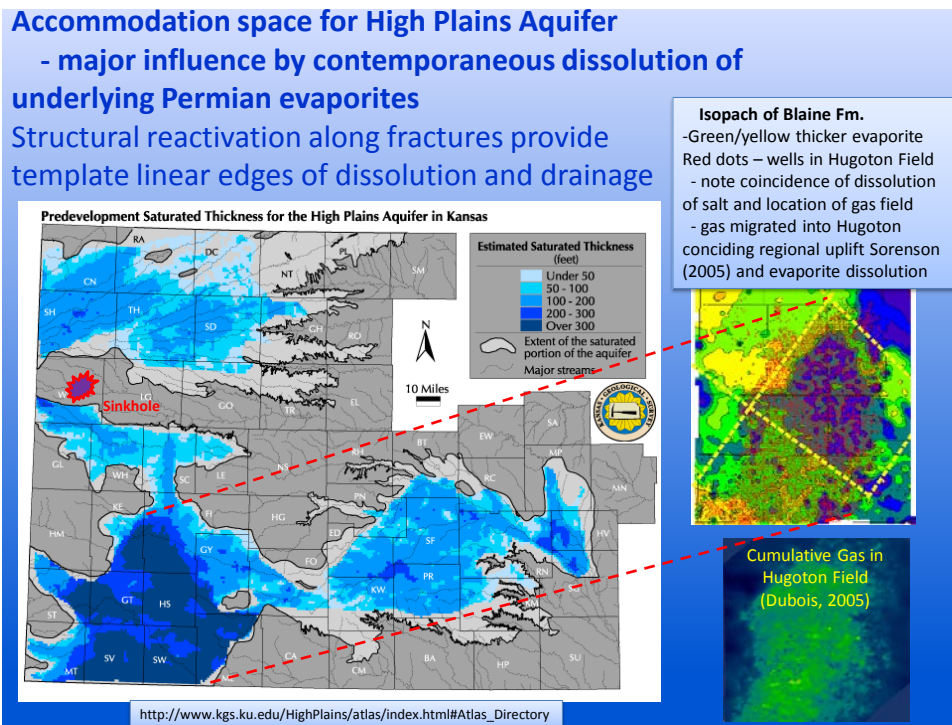 Accommodation space for High Plains Aquifer
- major influence by contemporaneous dissolution of
underlying Permian evaporites
Structural reactivation along fractures provide
template linear edges of dissolution and drainage
Isopach of Blaine Fm.
-Green/yellow thicker evaporite
Red dots – wells in Hugoton Field
- note coincidence of dissolution
of salt and location of gas field
- gas migrated into Hugoton
conciding regional uplift Sorenson
(2005) and evaporite dissolution
Predevelopment Saturated Thickness for the High Plains Aquifer in Kansas
Estimated Saturated Thickness
(feet)
Under 50
50 - 100
100 - 200
200 - 300
Over 300
Extent of the saturated
portion of the aquifer
Major streams
N
10 Miles
KANSAS GEOLOGICAL SURVEY
RA
DC
NT
PL
SM
CN
SH
TH
SD
GH
RO
LG
GO
TR
EL
Sinkhole
GL
WH
SC
LE
NS
RH
BT
EW
SA
RC
MP
MN
KE
FI
HG
PN
ED
SF
HV
HM
GY
FO
KW
PR
RN
SG
ST
GT
HS
KM
MT
SV
SW
ME
CA
CM
BA
HP
SU
Cumulative Gas in
Hugoton Field
(Dubois, 2005)
http://www.kgs.ku.edu/HighPlains/atlas/index.html#Atlas_Directory